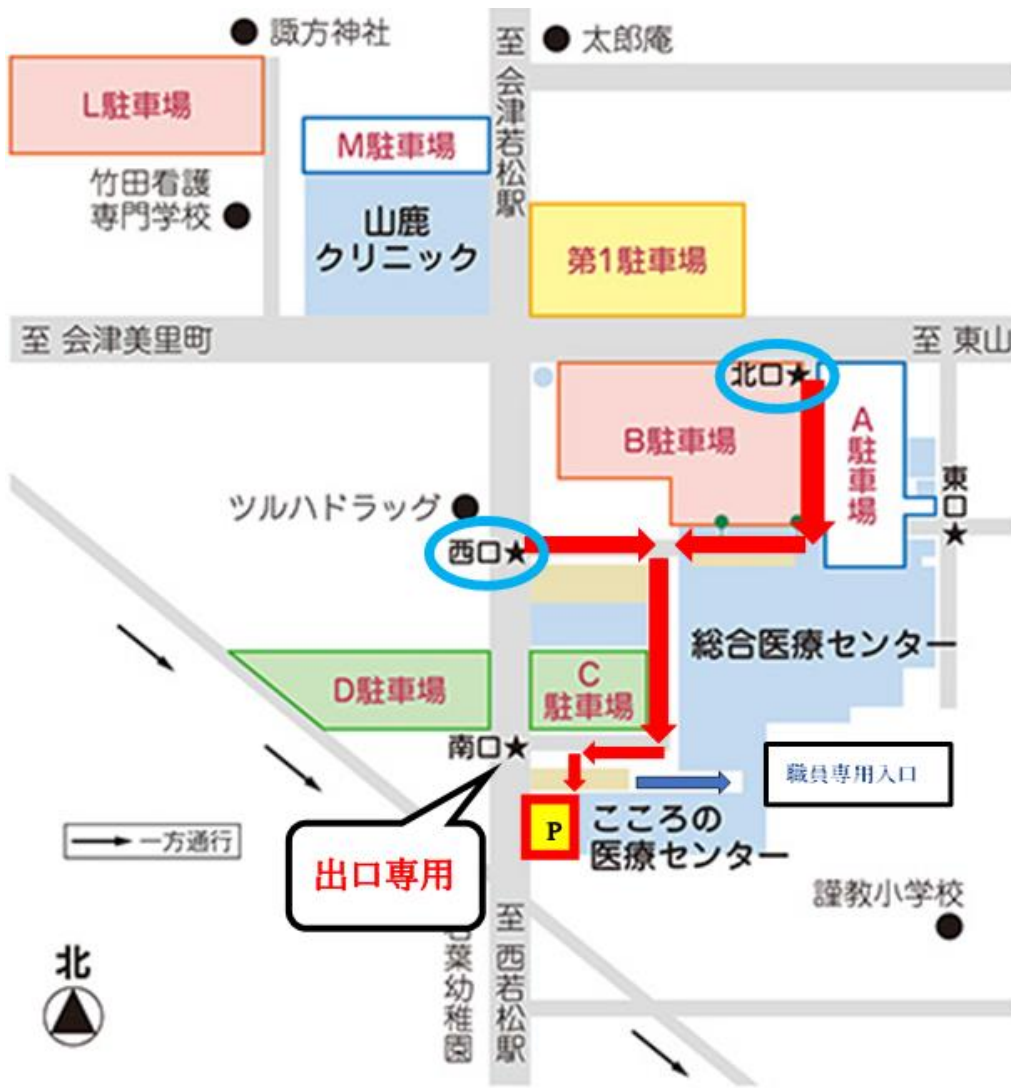 諏方神社
至 会津若松駅
太郎庵
L駐車場
M駐車場
竹田看護
専門学校
山鹿
クリニック
第1駐車場
至 会津美里町
至 東山
北口★
B駐車場
A駐車場
東口★
ツルハドラッグ
西口★
総合医療センター
D駐車場
C
駐車場
南口★
職員専用入口
P
こころの
医療センター
一方通行
出口専用
謹教小学校
北
葉幼稚園
至 西若松駅